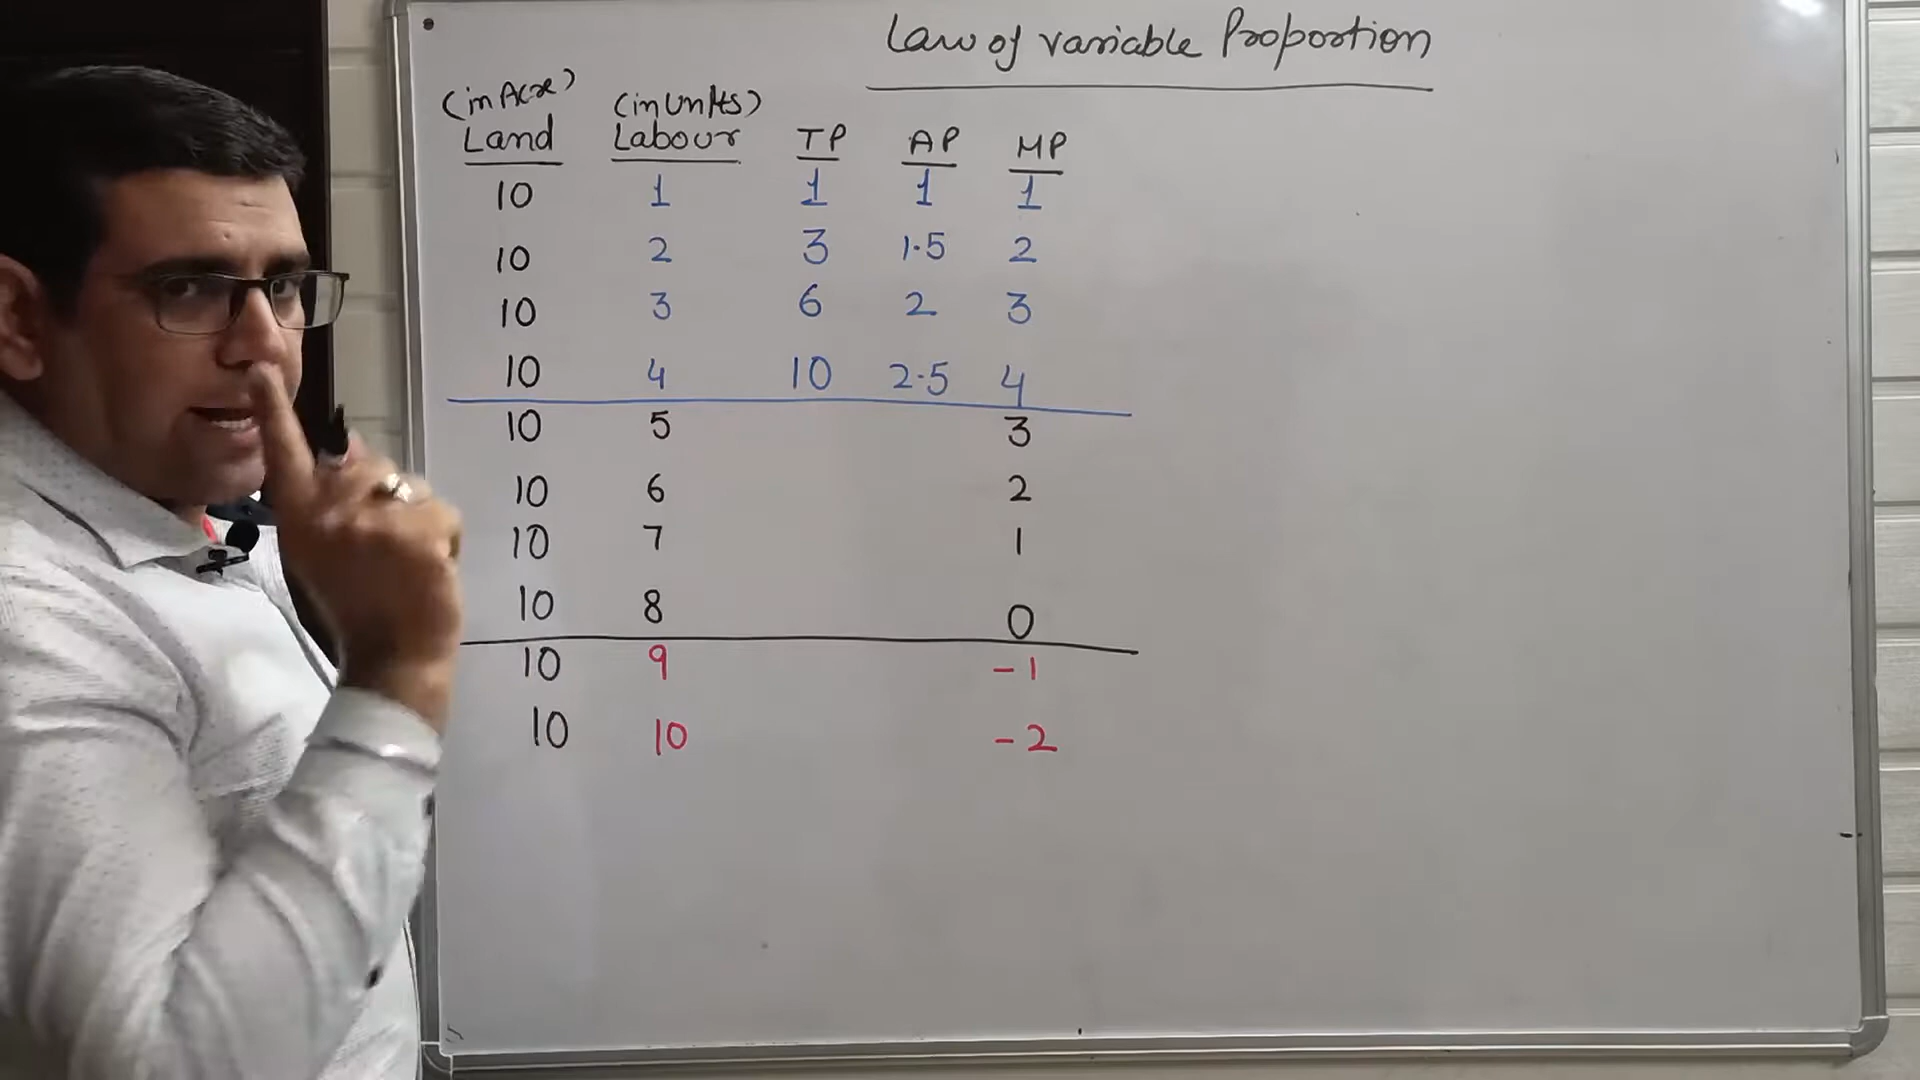 Law of variable Proportion
(in Acre) (in Units)
Land Labour TP AP MP
10 1 1 1 1
10 2 3 1.5 2
10 3 6 2 3
10 4 10 2.5 4
10 5 3
10 6 2
10 7 1
10 8 0
10 9 -1
10 10 -2